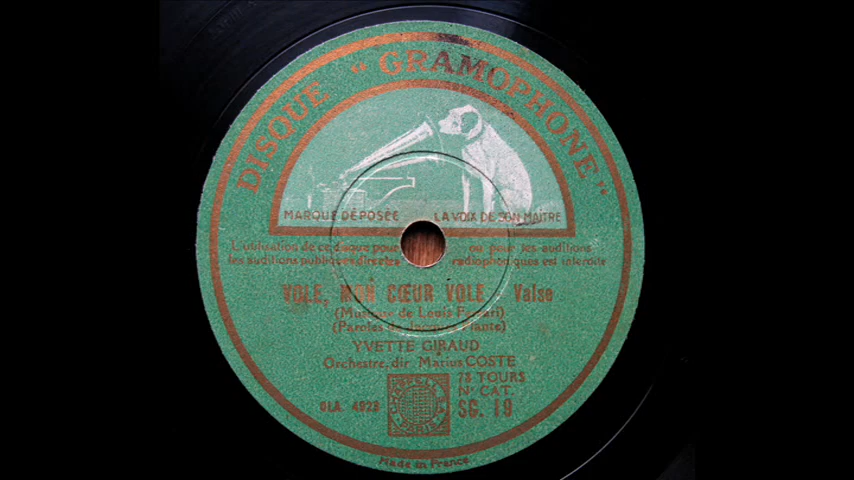 DISQUE "GRAMOPHONE"
MARQUE DÉPOSÉE LA VOIX DE SON MAÎTRE
L'utilisation de ce disque pour ou pour les auditions
les auditions publiques directes radiophoniques est interdite
VOLE, MON CŒUR VOLE - Valse
(Musique de Louis Ferrari)
(Paroles de Jacques Plante)
YVETTE GIRAUD
Orchestre, dir. Marius COSTE
78 TOURS
N° CAT.
OLA. 4923 SG. 19
PARIS
Made in France